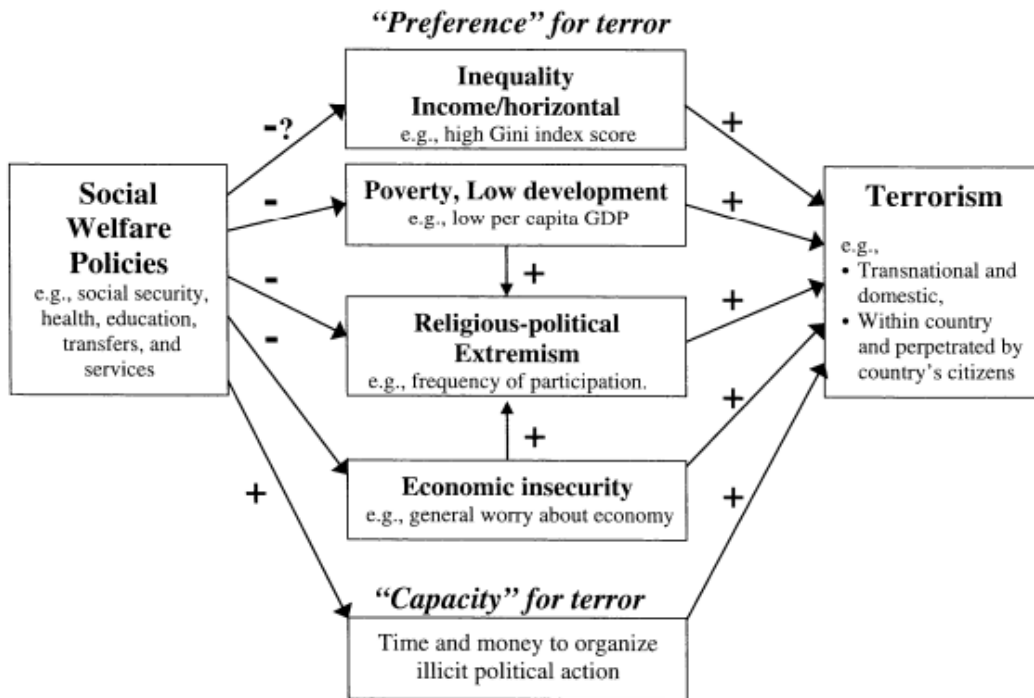 “Preference” for terror
Inequality
Income/horizontal
e.g., high Gini index score
-?
+
Social
Welfare
Policies
e.g., social security,
health, education,
transfers, and
services
Poverty, Low development
e.g., low per capita GDP
-
+
+
Religious-political
Extremism
e.g., frequency of participation.
-
+
-
+
+
Economic insecurity
e.g., general worry about economy
+
+
“Capacity” for terror
Time and money to organize
illicit political action
Terrorism
e.g.,
• Transnational and
domestic,
• Within country
and perpetrated by
country’s citizens